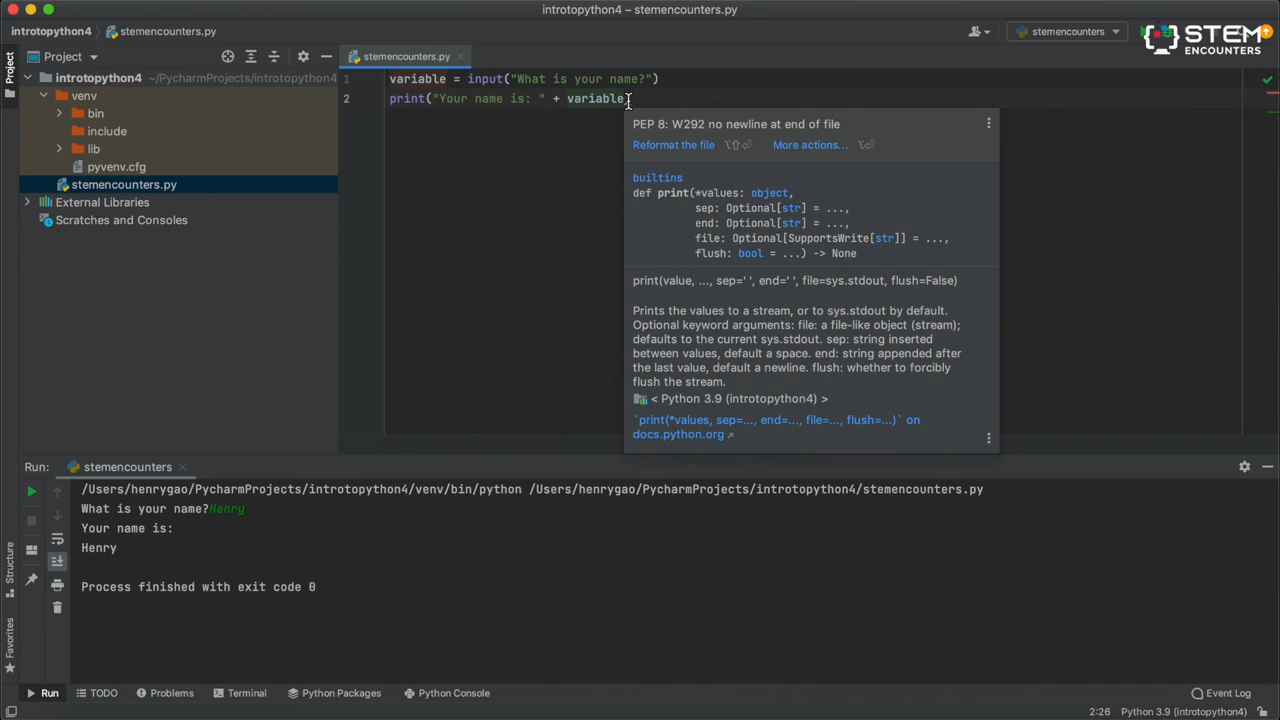 introtopython4 – stemencounters.py
introtopython4 stemencounters.py stemencounters
STEM
ENCOUNTERS
Project
Project
stemencounters.py
introtopython4 ~/PycharmProjects/introtopython4
venv
bin
include
lib
pyvenv.cfg
stemencounters.py
External Libraries
Scratches and Consoles
1 variable = input("What is your name?")
2 print("Your name is: " + variable
PEP 8: W292 no newline at end of file
Reformat the file ⌥⇧⏎ More actions... ⌥⏎
builtins
def print(*values: object,
sep: Optional[str] = ...,
end: Optional[str] = ...,
file: Optional[SupportsWrite[str]] = ...,
flush: bool = ...) -> None
print(value, ..., sep=' ', end=' ', file=sys.stdout, flush=False)
Prints the values to a stream, or to sys.stdout by default.
Optional keyword arguments: file: a file-like object (stream);
defaults to the current sys.stdout. sep: string inserted
between values, default a space. end: string appended after
the last value, default a newline. flush: whether to forcibly
flush the stream.
< Python 3.9 (introtopython4) >
`print(*values, sep=..., end=..., file=..., flush=...)` on
docs.python.org ↗
Run: stemencounters
/Users/henrygao/PycharmProjects/introtopython4/venv/bin/python /Users/henrygao/PycharmProjects/introtopython4/stemencounters.py
What is your name?Henry
Your name is:
Henry
Process finished with exit code 0
Structure
Favorites
Run TODO Problems Terminal Python Packages Python Console Event Log
2:26 Python 3.9 (introtopython4)